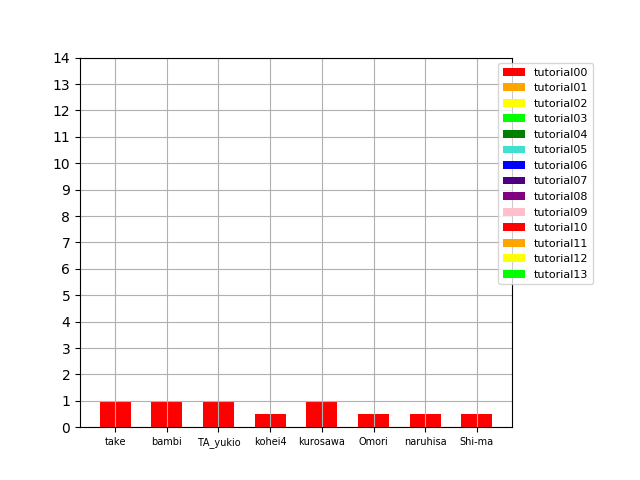 14
13
12
11
10
9
8
7
6
5
4
3
2
1
0
take bambi TA_yukio kohei4 kurosawa Omori naruhisa Shi-ma
tutorial00
tutorial01
tutorial02
tutorial03
tutorial04
tutorial05
tutorial06
tutorial07
tutorial08
tutorial09
tutorial10
tutorial11
tutorial12
tutorial13